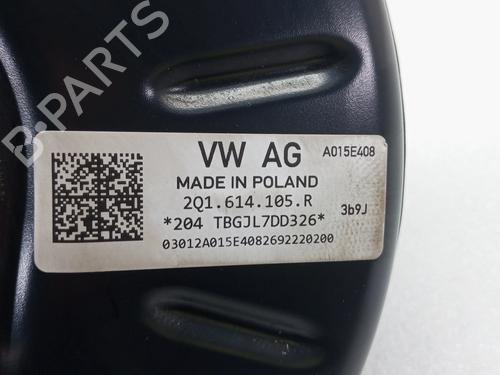 B-PARTS
VW AG
A015E408
MADE IN POLAND
2Q1.614.105.R
*204 TBGJL7DD326*
3b9J
03012A015E4082692220200